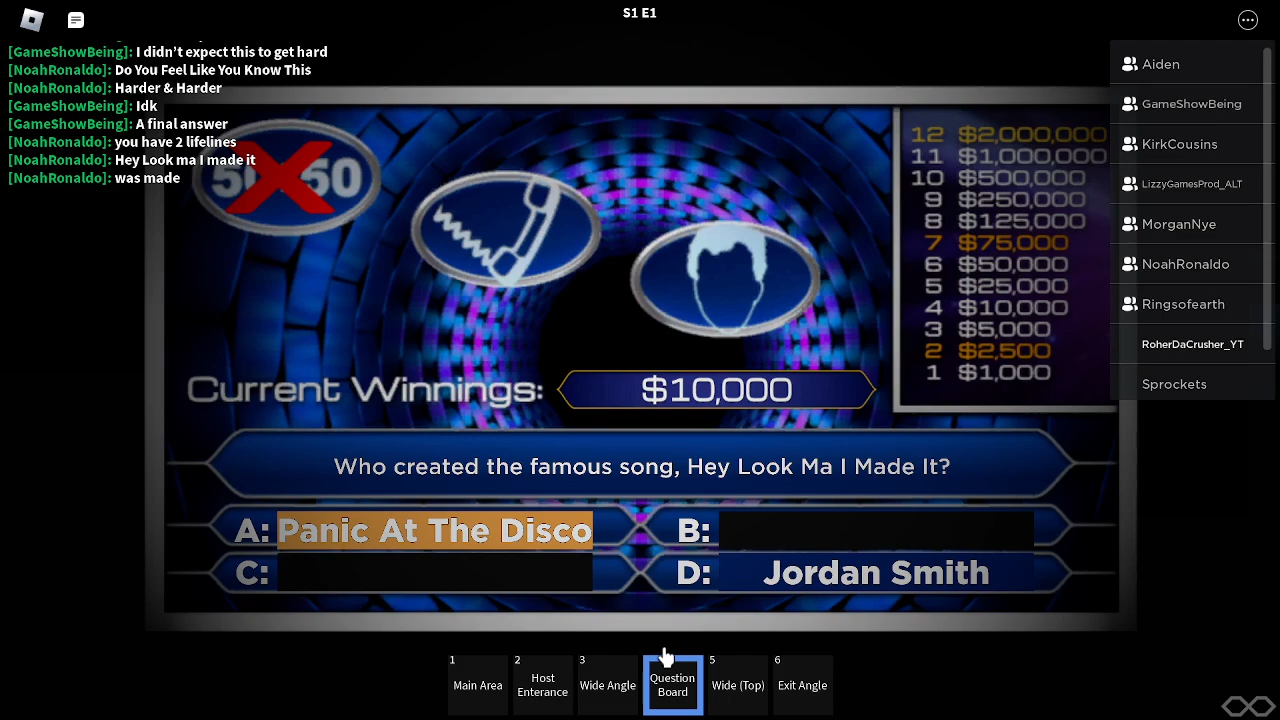 S1 E1
[GameShowBeing]: I didn't expect this to get hard
[NoahRonaldo]: Do You Feel Like You Know This
[NoahRonaldo]: Harder & Harder
[GameShowBeing]: Idk
[GameShowBeing]: A final answer
[NoahRonaldo]: you have 2 lifelines
[NoahRonaldo]: Hey Look ma I made it
[NoahRonaldo]: was made
50 50
12 $2,000,000
11 $1,000,000
10 $500,000
9 $250,000
8 $125,000
7 $75,000
6 $50,000
5 $25,000
4 $10,000
3 $5,000
2 $2,500
1 $1,000
Aiden
GameShowBeing
KirkCousins
LizzyGamesProd_ALT
MorganNye
NoahRonaldo
Ringsofearth
RoherDaCrusher_YT
Sprockets
Current Winnings: $10,000
Who created the famous song, Hey Look Ma I Made It?
A: Panic At The Disco
B:
C:
D: Jordan Smith
1 Main Area
2 Host Enterance
3 Wide Angle
Question Board
5 Wide (Top)
6 Exit Angle